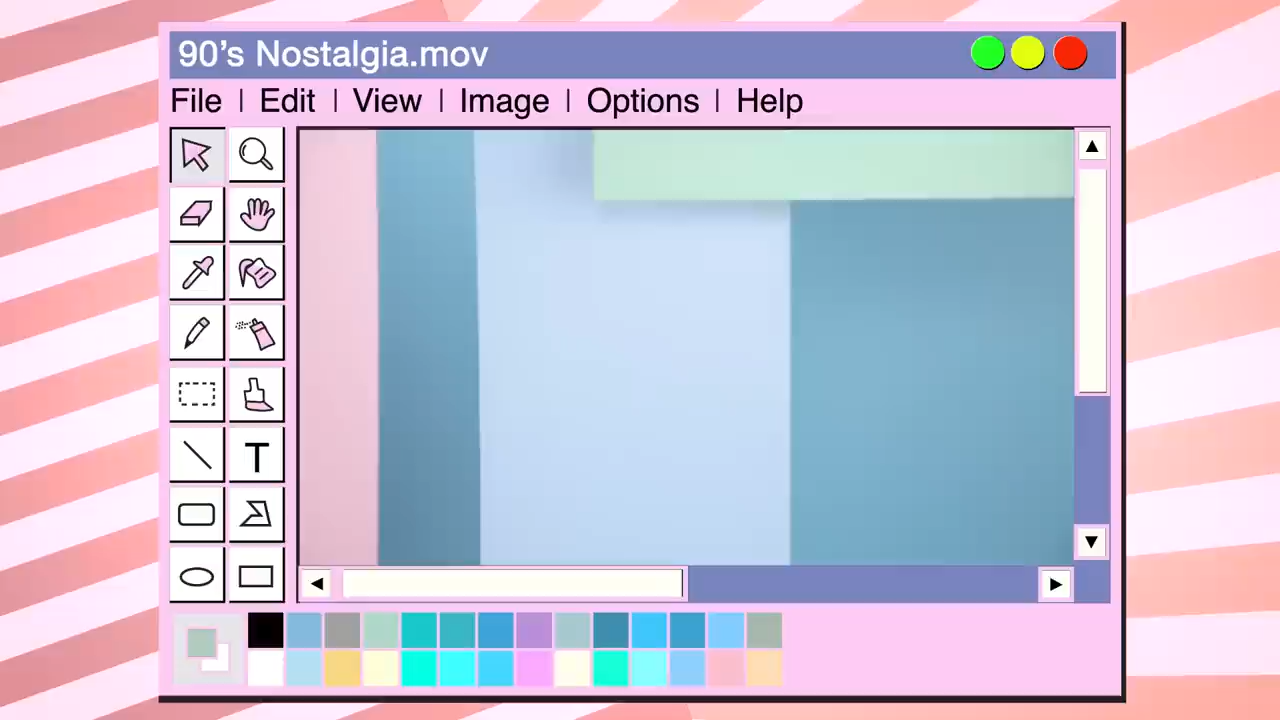 90’s Nostalgia.mov
File | Edit | View | Image | Options | Help
T